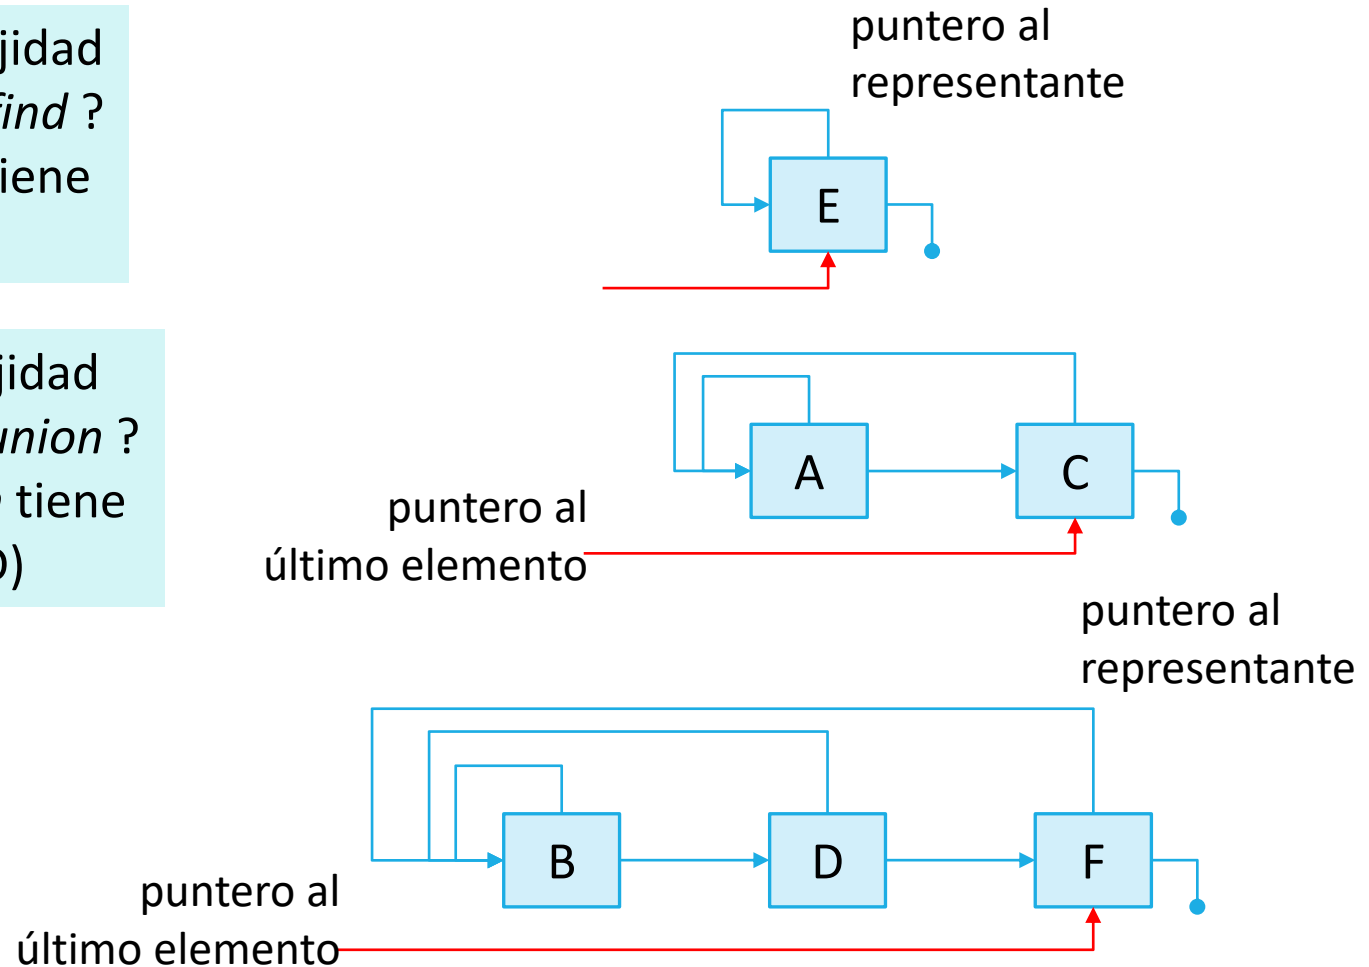 jidad
find ?
iene
jidad
union ?
tiene
)
puntero al
representante
E
A
C
puntero al
último elemento
puntero al
representante
B
D
F
puntero al
último elemento